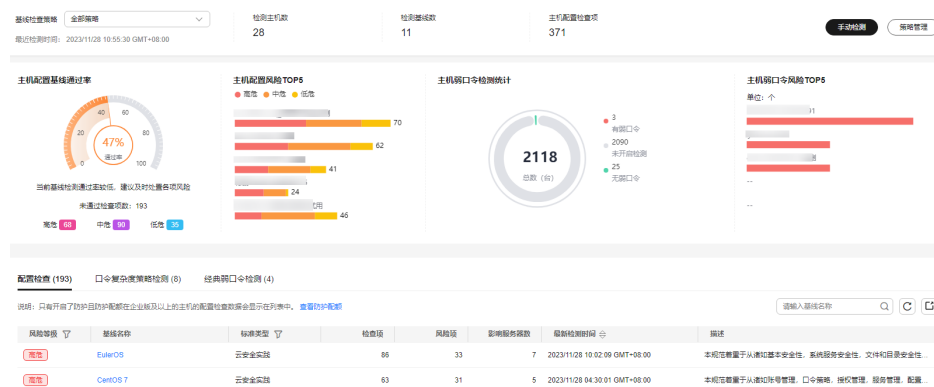 基线检查策略 全部策略
最近检测时间： 2023/11/28 10:55:30 GMT+08:00
检测主机数
28
检测基线数
11
主机配置检查项
371
手动检测
策略管理
主机配置基线通过率
0 20 40 60 80 100
47%
通过率
当前基线检测通过率较低，建议及时处置各项风险
未通过检查项数：193
高危 68 中危 90 低危 35
主机配置风险TOP5
高危 中危 低危
70
62
41
24
46
主机弱口令检测统计
2118
总数（台）
3
有弱口令
2090
未开启检测
25
无弱口令
主机弱口令风险TOP5
单位：个
--
--
配置检查 (193) 口令复杂度策略检测 (8) 经典弱口令检测 (4)
说明：只有开启了防护且防护配额在企业版及以上的主机的配置检查数据会显示在列表中。 查看防护配额
请输入基线名称
风险等级 基线名称 标准类型 检查项 风险项 影响服务器数 最新检测时间 描述
高危 EulerOS 云安全实践 86 33 7 2023/11/28 10:02:09 GMT+08:00 本规范着重于从诸如基本安全性，系统服务安全性，文件和目录安全性...
高危 CentOS 7 云安全实践 63 31 5 2023/11/28 04:30:01 GMT+08:00 本规范着重于从诸如账号管理，口令策略，授权管理，服务管理，配置...